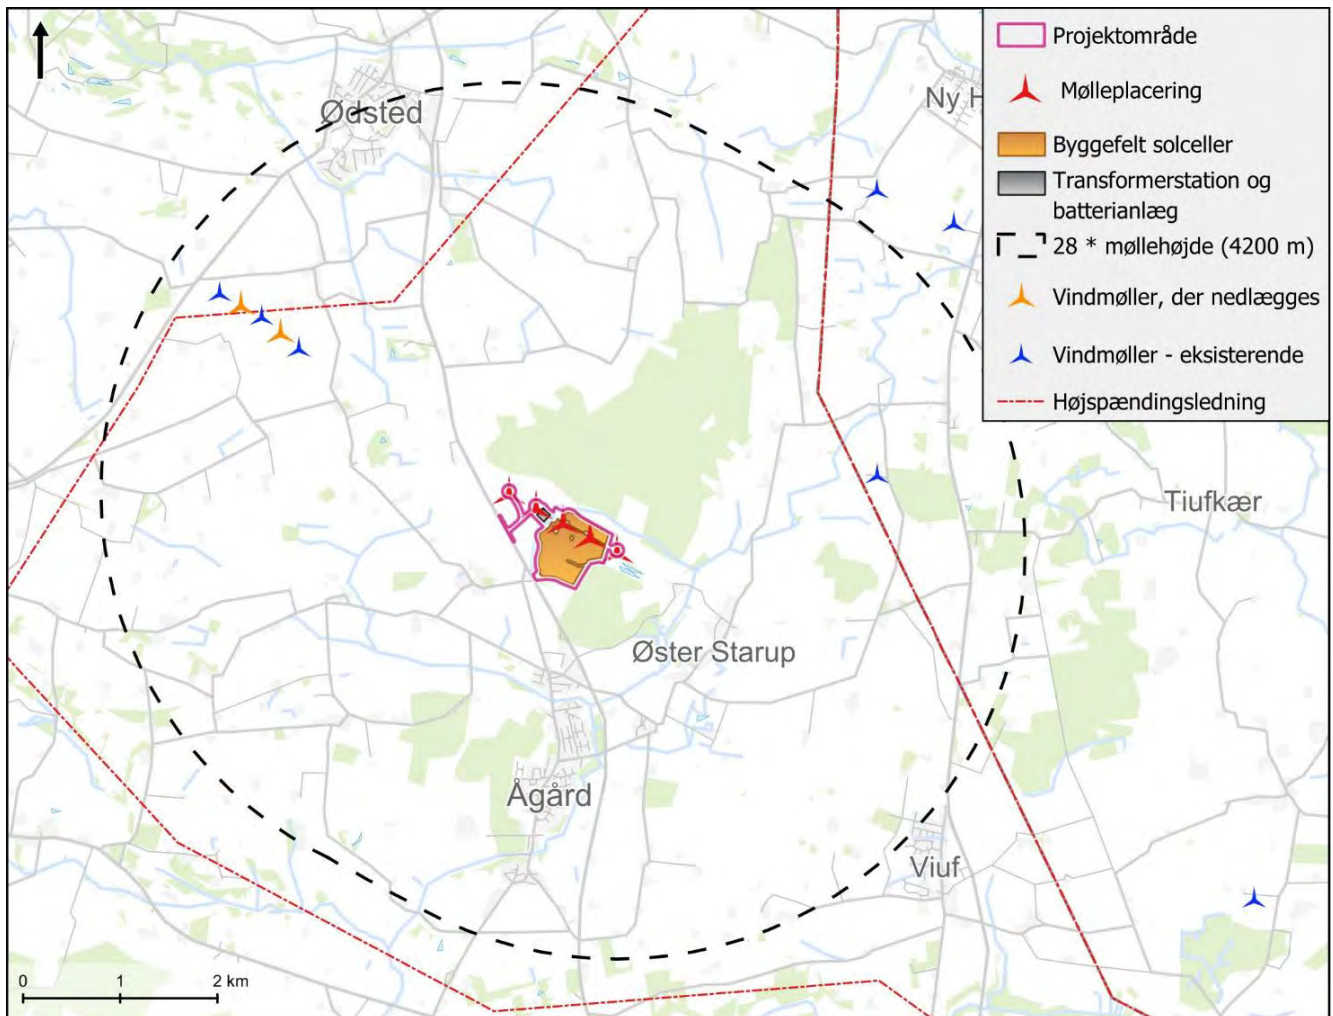 Projektområde
Mølleplacering
Byggefelt solceller
Transformerstation og
batterianlæg
28 * møllehøjde (4200 m)
Vindmøller, der nedlægges
Vindmøller - eksisterende
Højspændingsledning
Ødsted
Ny H
Tiufkær
Øster Starup
Ågård
Viuf
0 1 2 km